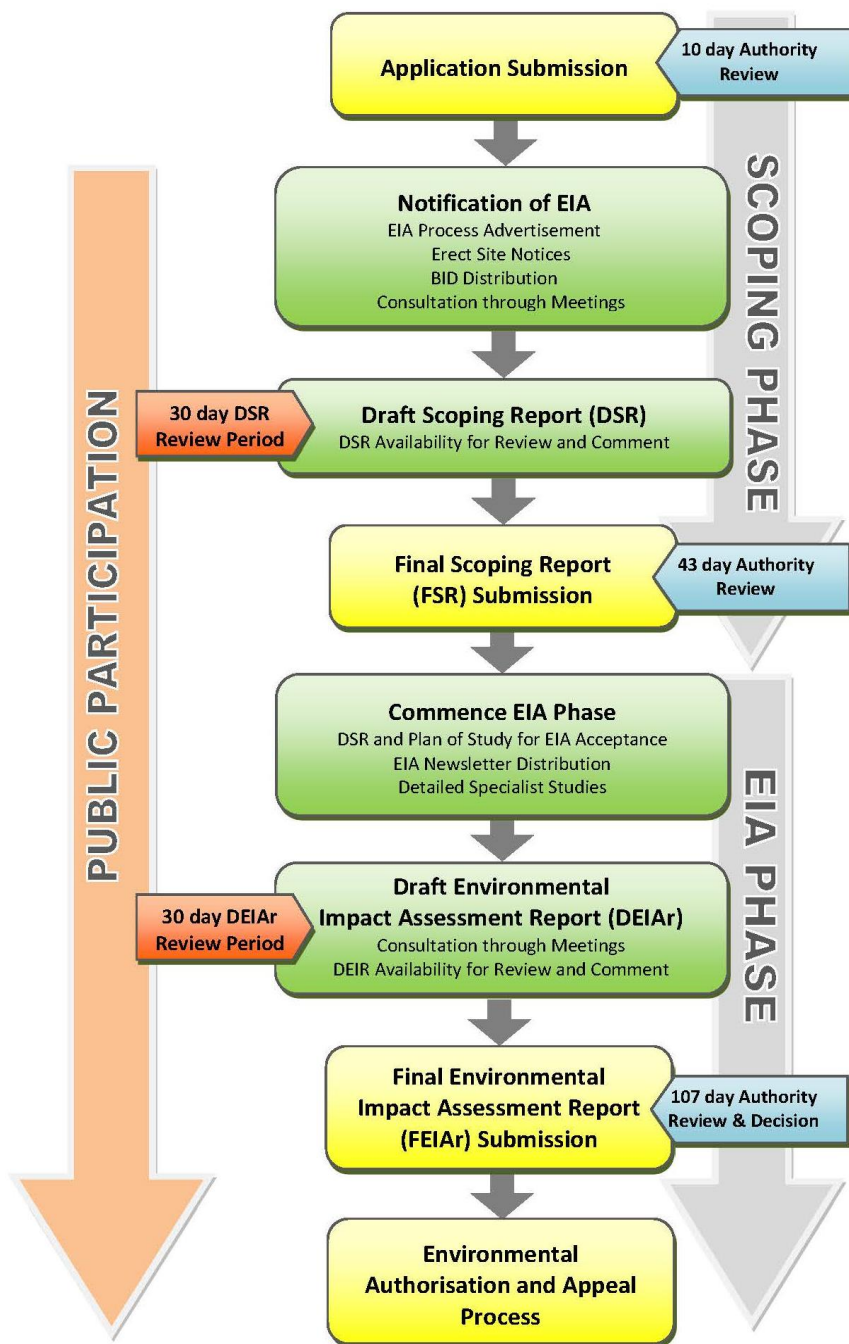 Application Submission
10 day Authority
Review
SCOPING PHASE
Notification of EIA
EIA Process Advertisement
Erect Site Notices
BID Distribution
Consultation through Meetings
PUBLIC PARTICIPATION
30 day DSR
Review Period
Draft Scoping Report (DSR)
DSR Availability for Review and Comment
Final Scoping Report
(FSR) Submission
43 day Authority
Review
Commence EIA Phase
DSR and Plan of Study for EIA Acceptance
EIA Newsletter Distribution
Detailed Specialist Studies
EIA PHASE
30 day DEIAr
Review Period
Draft Environmental
Impact Assessment Report (DEIAr)
Consultation through Meetings
DEIR Availability for Review and Comment
Final Environmental
Impact Assessment Report
(FEIAr) Submission
107 day Authority
Review & Decision
Environmental
Authorisation and Appeal
Process